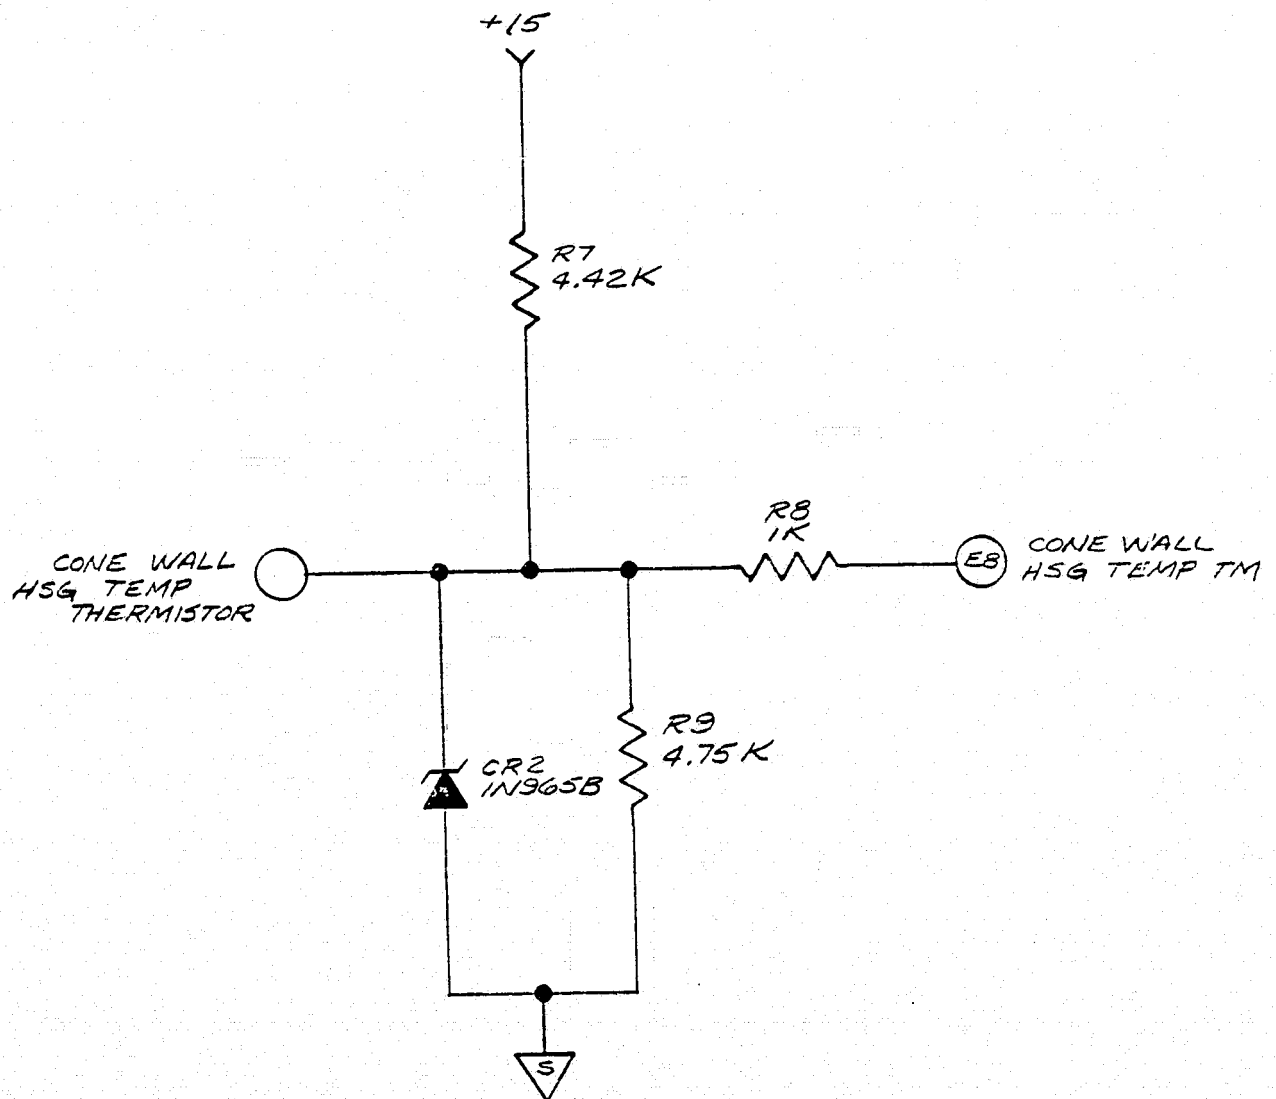 +15
R7
4.42K
R8
1K
CONE WALL
HSG TEMP
THERMISTOR
E8
CONE WALL
HSG TEMP TM
R9
4.75K
CR2
1N965B
S